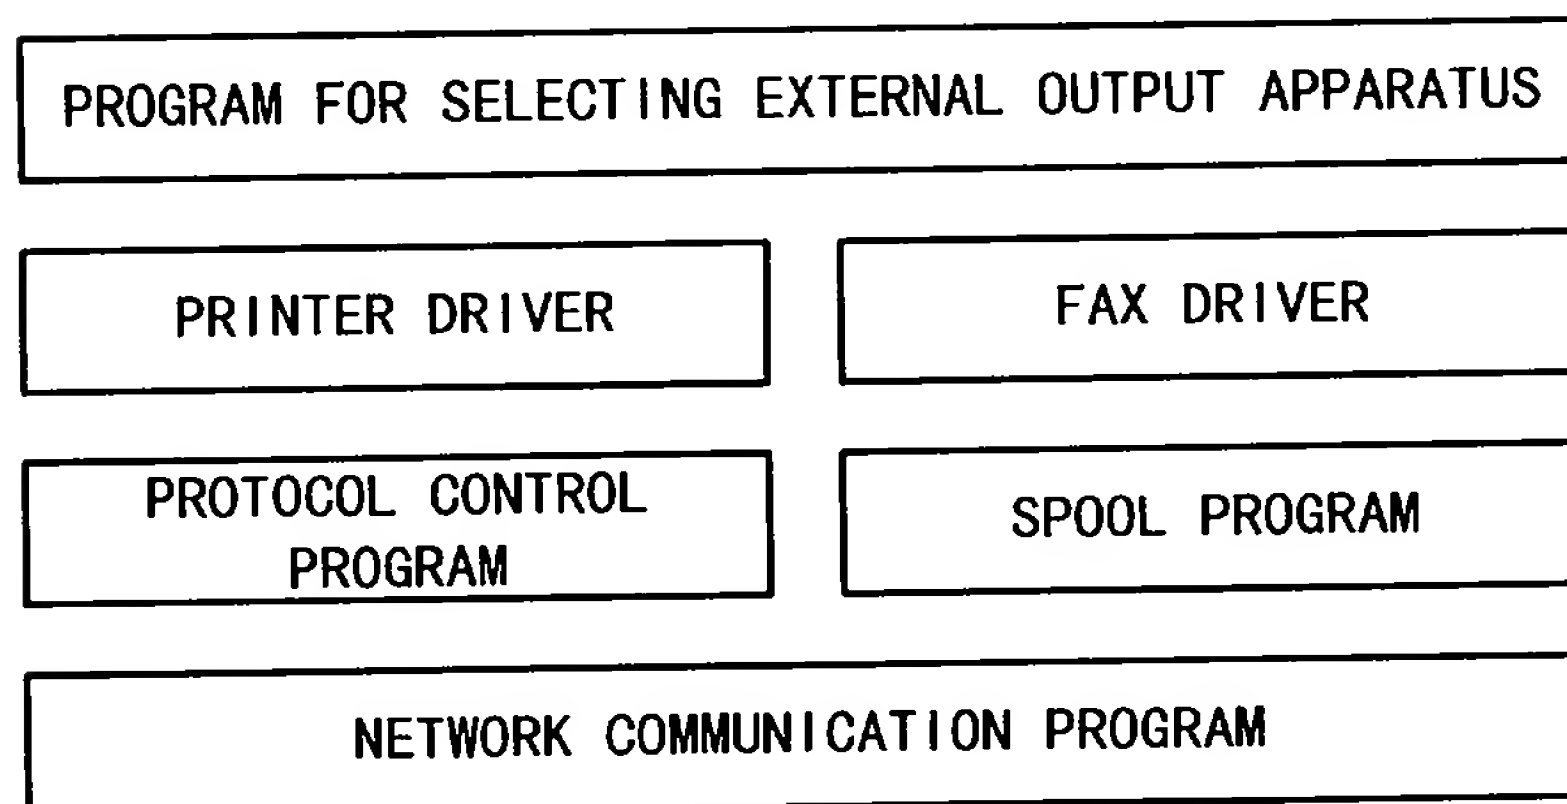 PROGRAM FOR SELECTING EXTERNAL OUTPUT APPARATUS
PRINTER DRIVER
FAX DRIVER
PROTOCOL CONTROL
PROGRAM
SPOOL PROGRAM
NETWORK COMMUNICATION PROGRAM